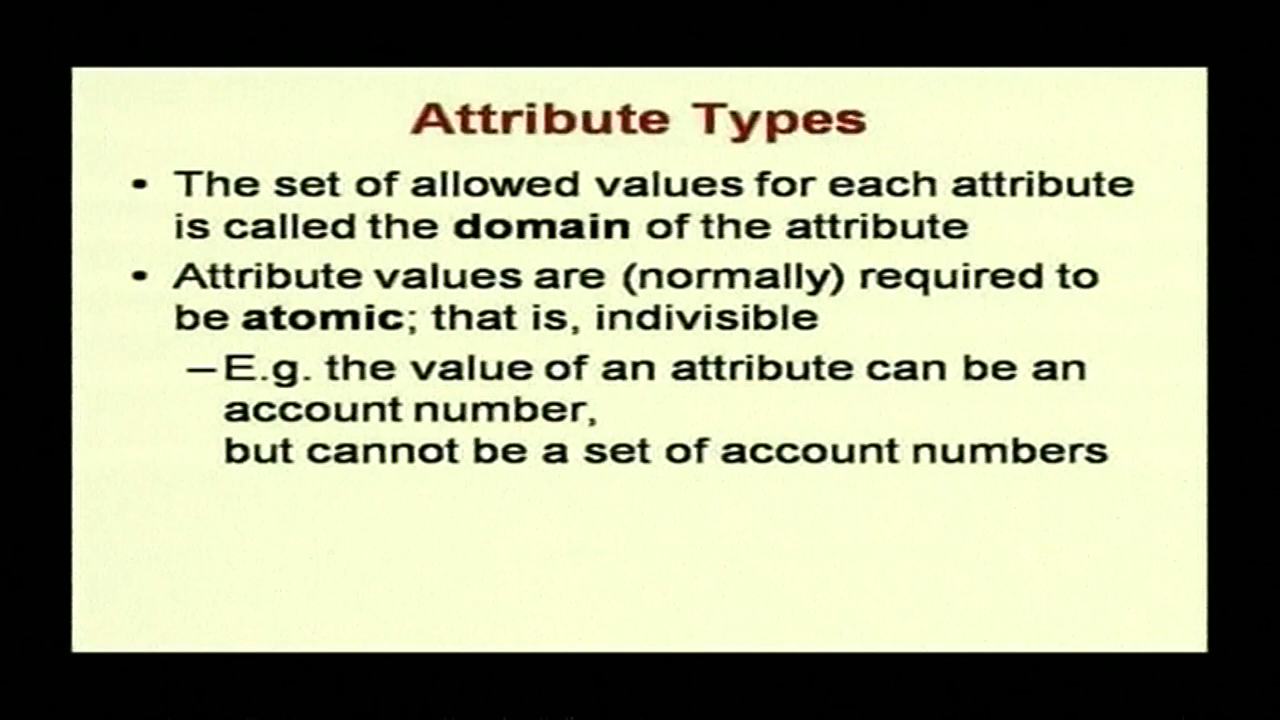 Attribute Types
• The set of allowed values for each attribute
is called the domain of the attribute
• Attribute values are (normally) required to
be atomic; that is, indivisible
– E.g. the value of an attribute can be an
account number,
but cannot be a set of account numbers